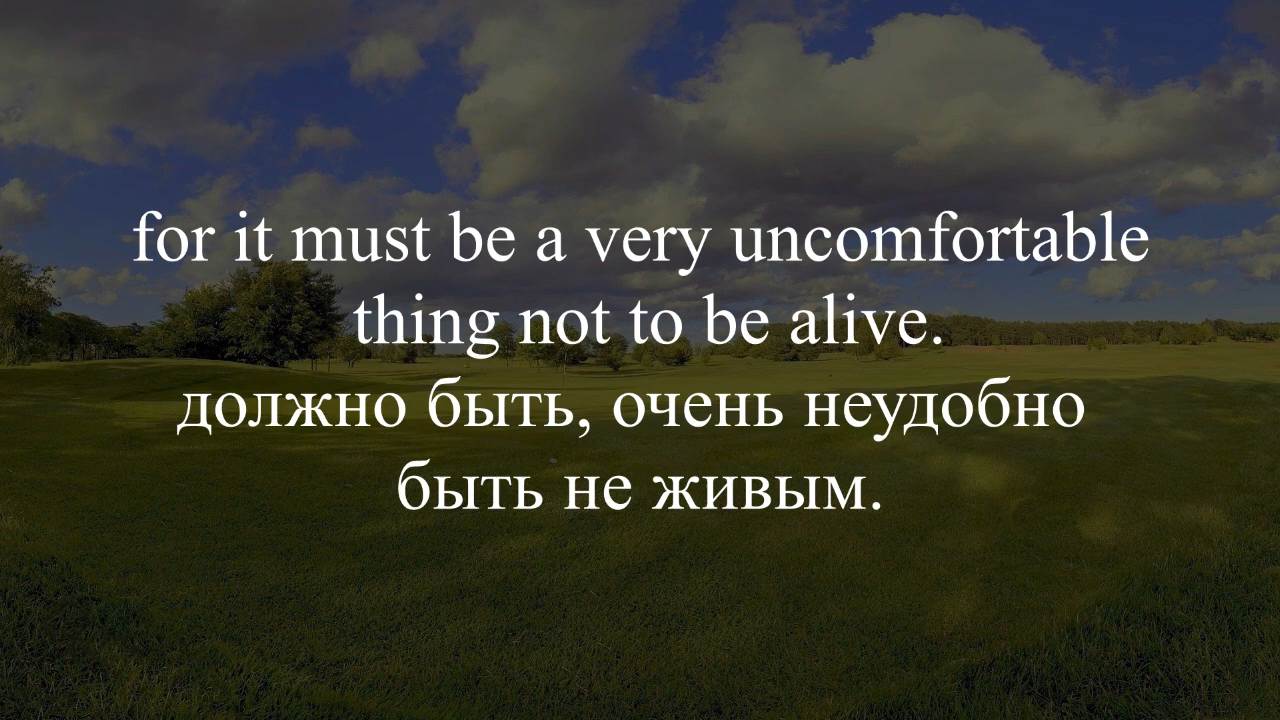 for it must be a very uncomfortable
thing not to be alive.
должно быть, очень неудобно
быть не живым.